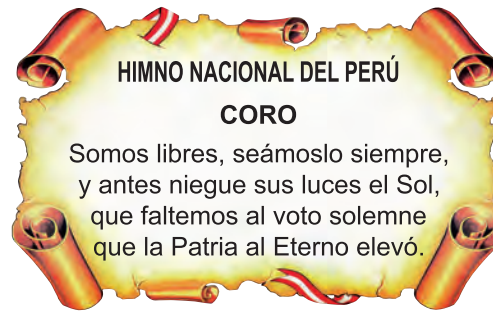 HIMNO NACIONAL DEL PERÚ
CORO
Somos libres, seámoslo siempre,
y antes niegue sus luces el Sol,
que faltemos al voto solemne
que la Patria al Eterno elevó.